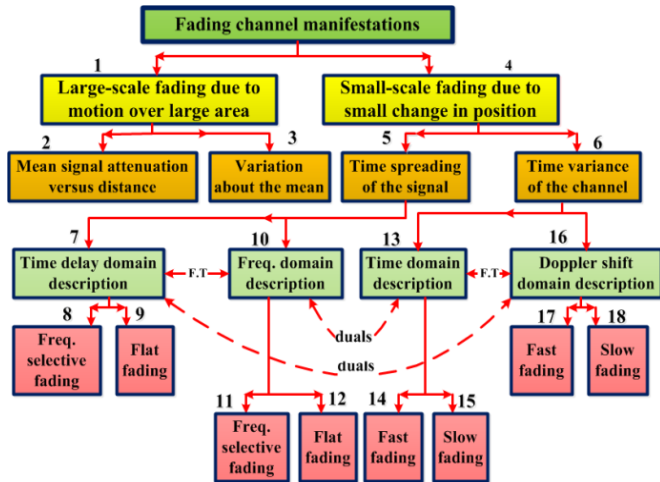 Fading channel manifestations
1
Large-scale fading due to
motion over large area
4
Small-scale fading due to
small change in position
2
Mean signal attenuation
versus distance
3
Variation
about the mean
5
Time spreading
of the signal
6
Time variance
of the channel
7
Time delay domain
description
F.T
10
Freq. domain
description
13
Time domain
description
F.T
16
Doppler shift
domain description
duals
duals
8
Freq.
selective
fading
9
Flat
fading
17
Fast
fading
18
Slow
fading
11
Freq.
selective
fading
12
Flat
fading
14
Fast
fading
15
Slow
fading